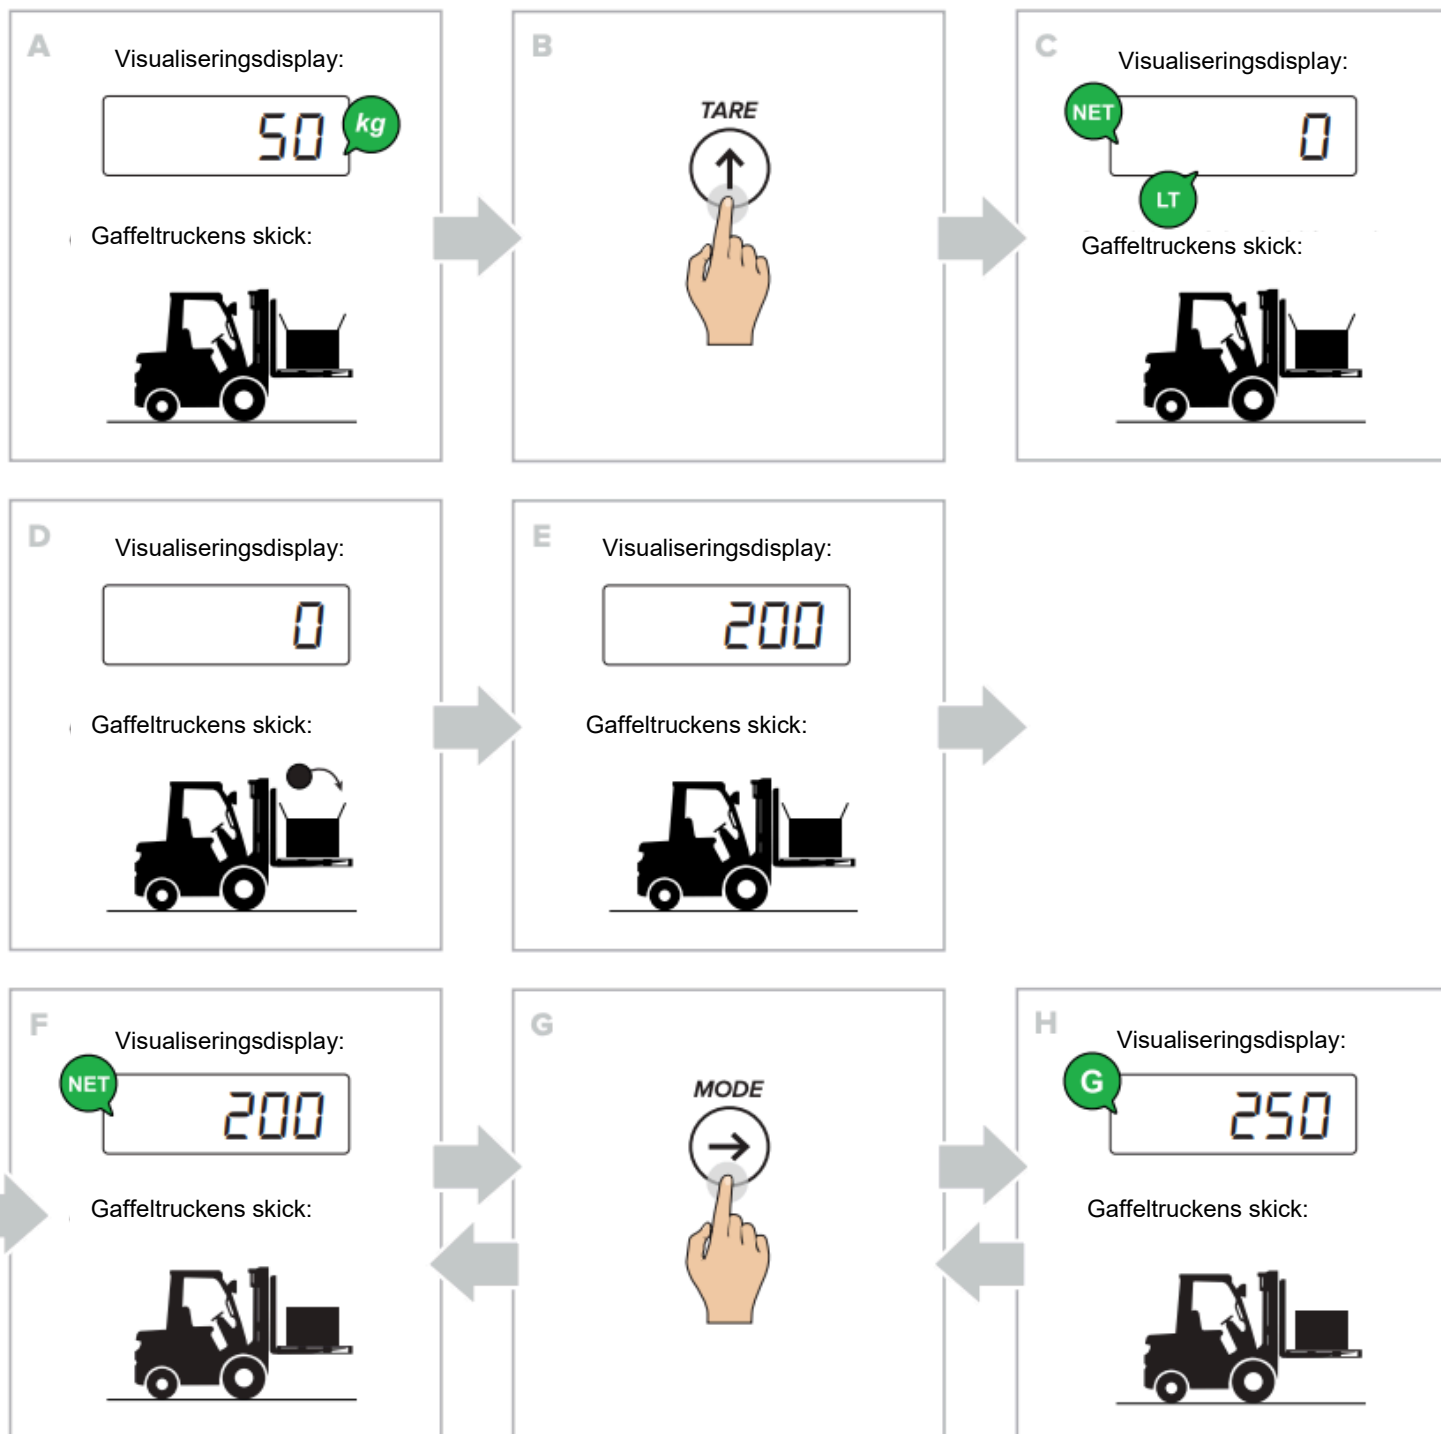 A
Visualiseringsdisplay:
50
kg
Gaffeltruckens skick:
B
TARE
C
Visualiseringsdisplay:
NET
0
LT
Gaffeltruckens skick:
D
Visualiseringsdisplay:
0
Gaffeltruckens skick:
E
Visualiseringsdisplay:
200
Gaffeltruckens skick:
F
Visualiseringsdisplay:
NET
200
Gaffeltruckens skick:
G
MODE
H
Visualiseringsdisplay:
G
250
Gaffeltruckens skick: